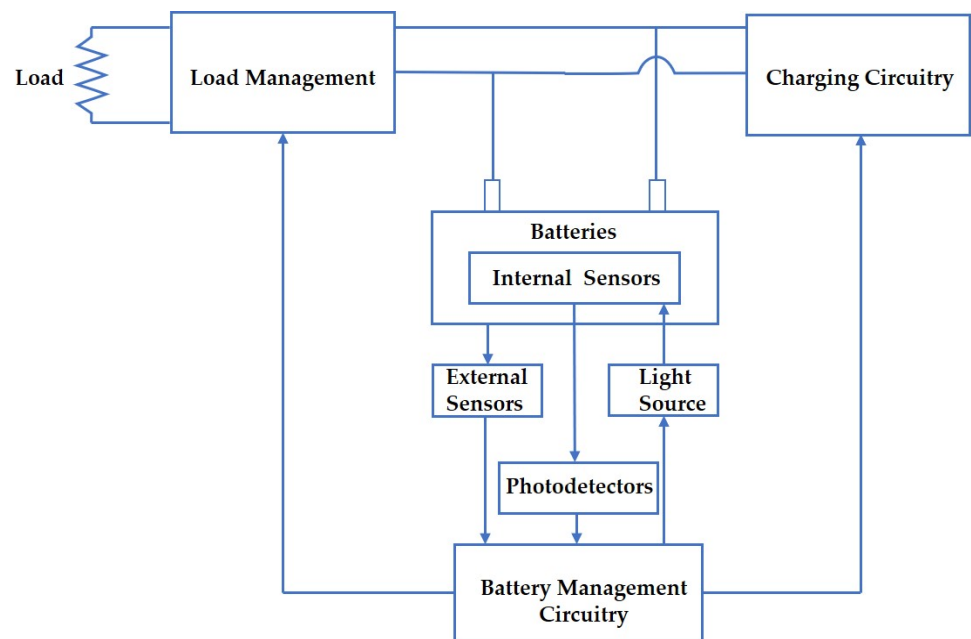 Load
Load Management
Charging Circuitry
Batteries
Internal Sensors
External
Sensors
Light
Source
Photodetectors
Battery Management
Circuitry